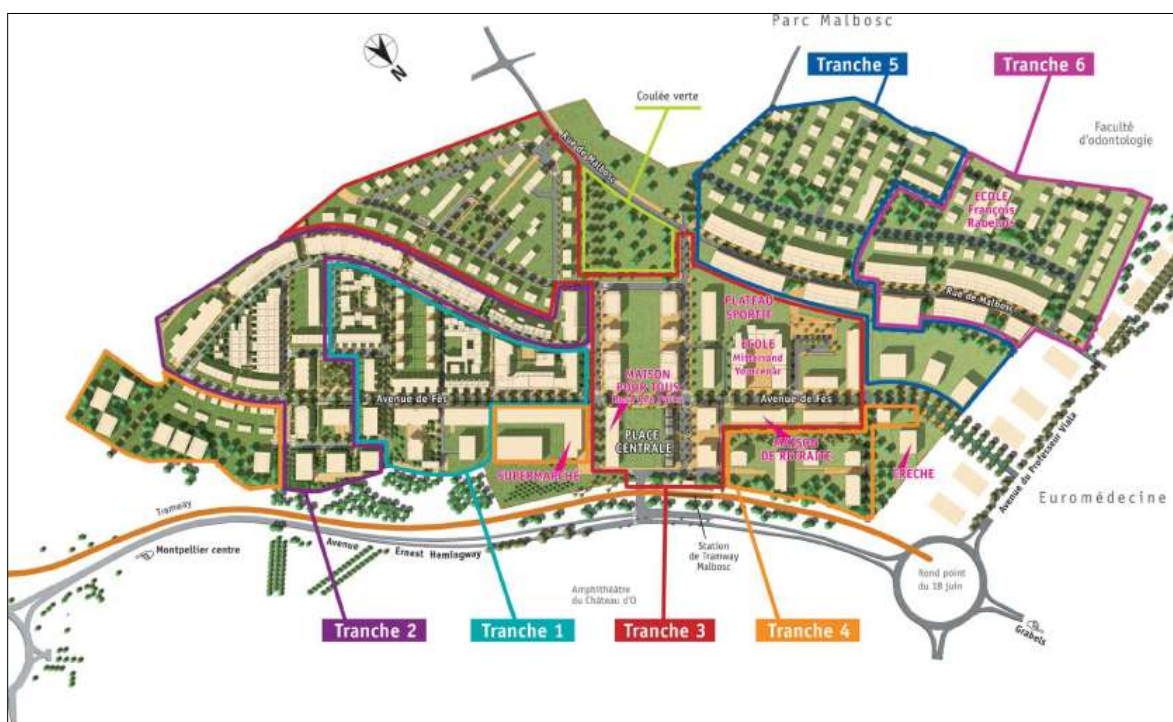 Parc Malbosc
Tranche 5
Tranche 6
N
Coulée verte
Faculté
d'odontologie
Rue de Malbosc
ECOLE
François
Rabelais
Rue de Malbosc
PLATEAU
SPORTIF
ECOLE
Mitterrand
Yourcenar
MAISON
POUR TOUS
Avenue de Fès
Avenue de Fès
PLACE
CENTRALE
MAISON
DE RETRAITE
SUPERMARCHÉ
CRECHE
Avenue du Professeur Viala
Euromédecine
Tramway
Montpellier centre
Avenue Ernest Hemingway
Station
de Tramway
Malbosc
Amphithéâtre
du Château d'O
Rond point
du 18 juin
Grabels
Tranche 2
Tranche 1
Tranche 3
Tranche 4